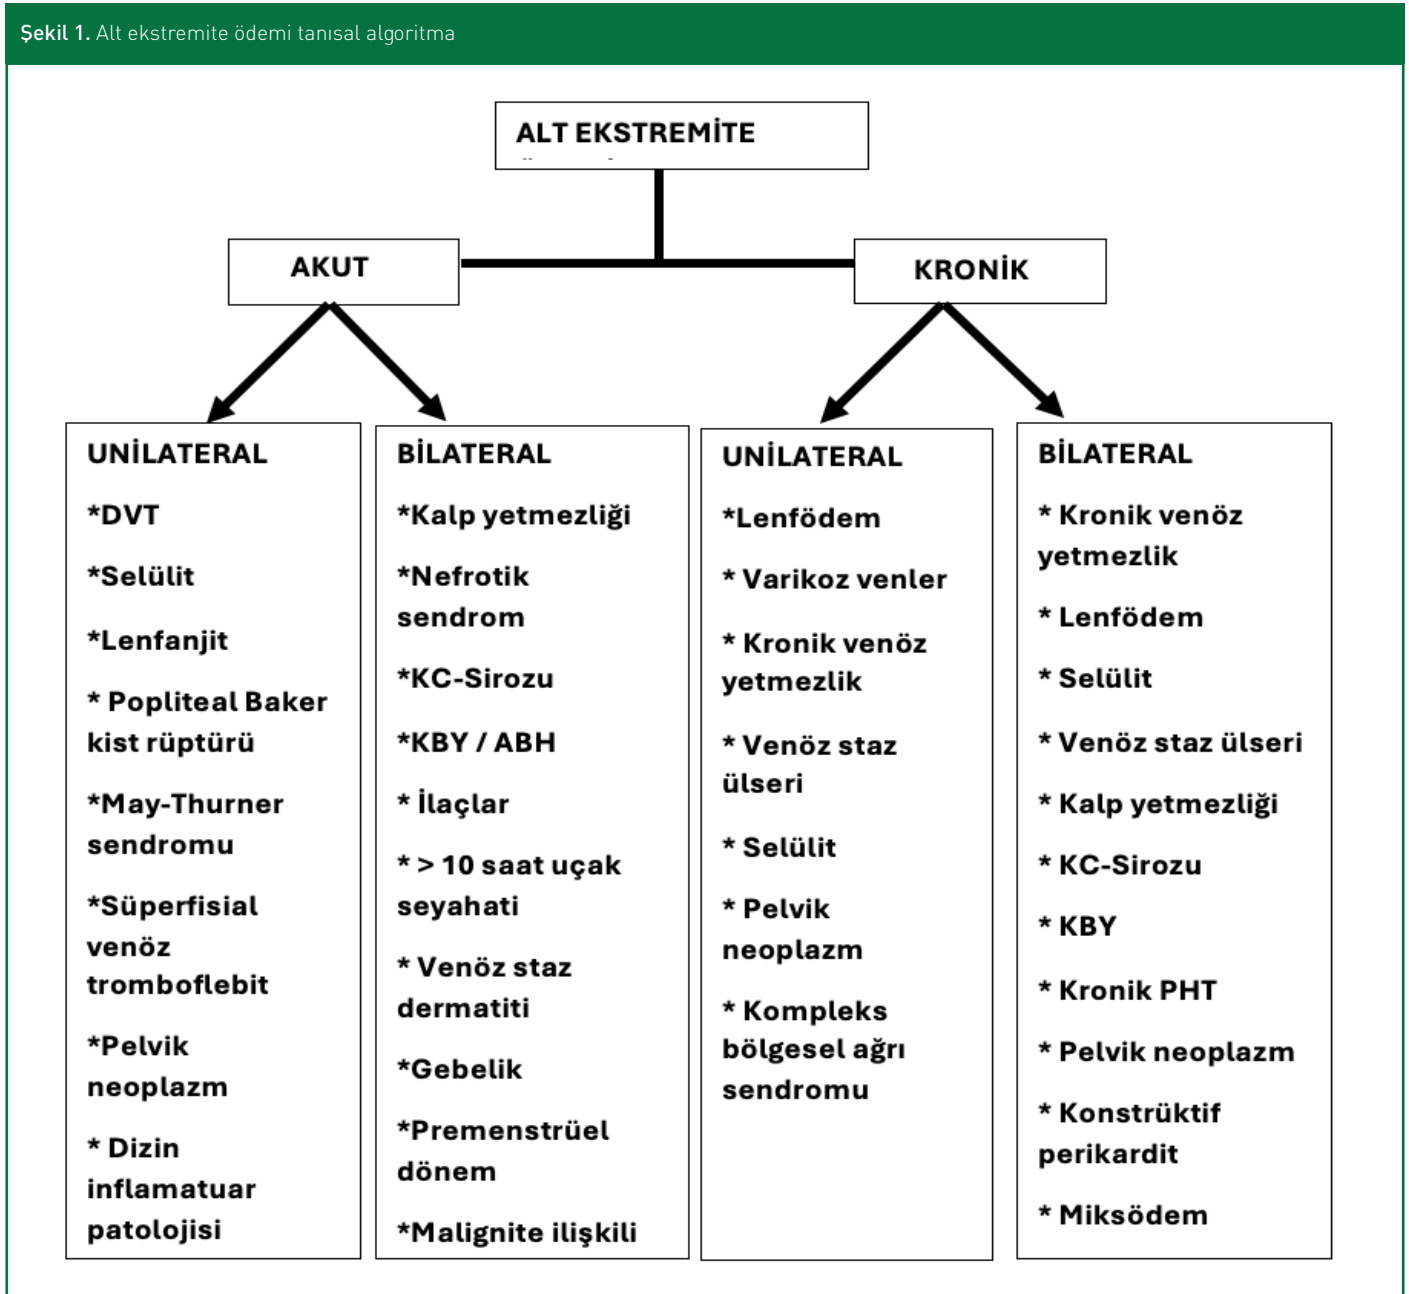 Şekil 1. Alt ekstremite ödemi tanısal algoritma
ALT EKSTREMİTE
AKUT
KRONİK
UNİLATERAL
*DVT
*Selülit
*Lenfanjit
* Popliteal Baker
kist rüptürü
*May-Thurner
sendromu
*Süperfisial
venöz
tromboflebit
*Pelvik
neoplazm
* Dizin
inflamatuar
patolojisi
BİLATERAL
*Kalp yetmezliği
*Nefrotik
sendrom
*KC-Sirozu
*KBY / ABH
* İlaçlar
* > 10 saat uçak
seyahati
* Venöz staz
dermatiti
*Gebelik
*Premenstrüel
dönem
*Malignite ilişkili
UNİLATERAL
*Lenfödem
* Varikoz venler
* Kronik venöz
yetmezlik
* Venöz staz
ülseri
* Selülit
* Pelvik
neoplazm
* Kompleks
bölgesel ağrı
sendromu
BİLATERAL
* Kronik venöz
yetmezlik
* Lenfödem
* Selülit
* Venöz staz ülseri
* Kalp yetmezliği
* KC-Sirozu
* KBY
* Kronik PHT
* Pelvik neoplazm
* Konstrüktif
perikardit
* Miksödem